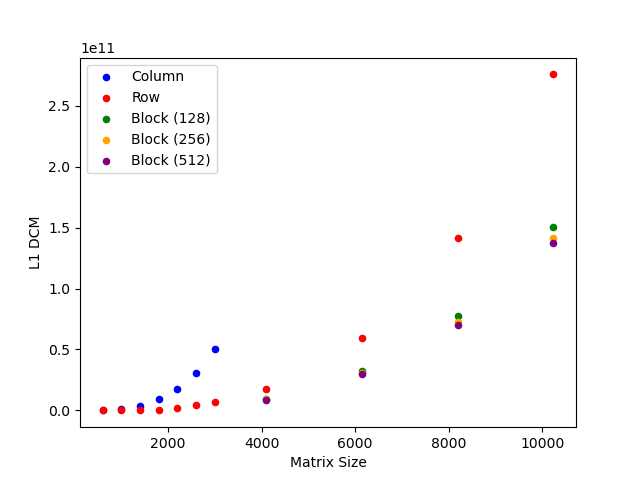 1e11
Column
Row
Block (128)
Block (256)
Block (512)
2.5
2.0
1.5
1.0
0.5
0.0
L1 DCM
2000
4000
6000
8000
10000
Matrix Size